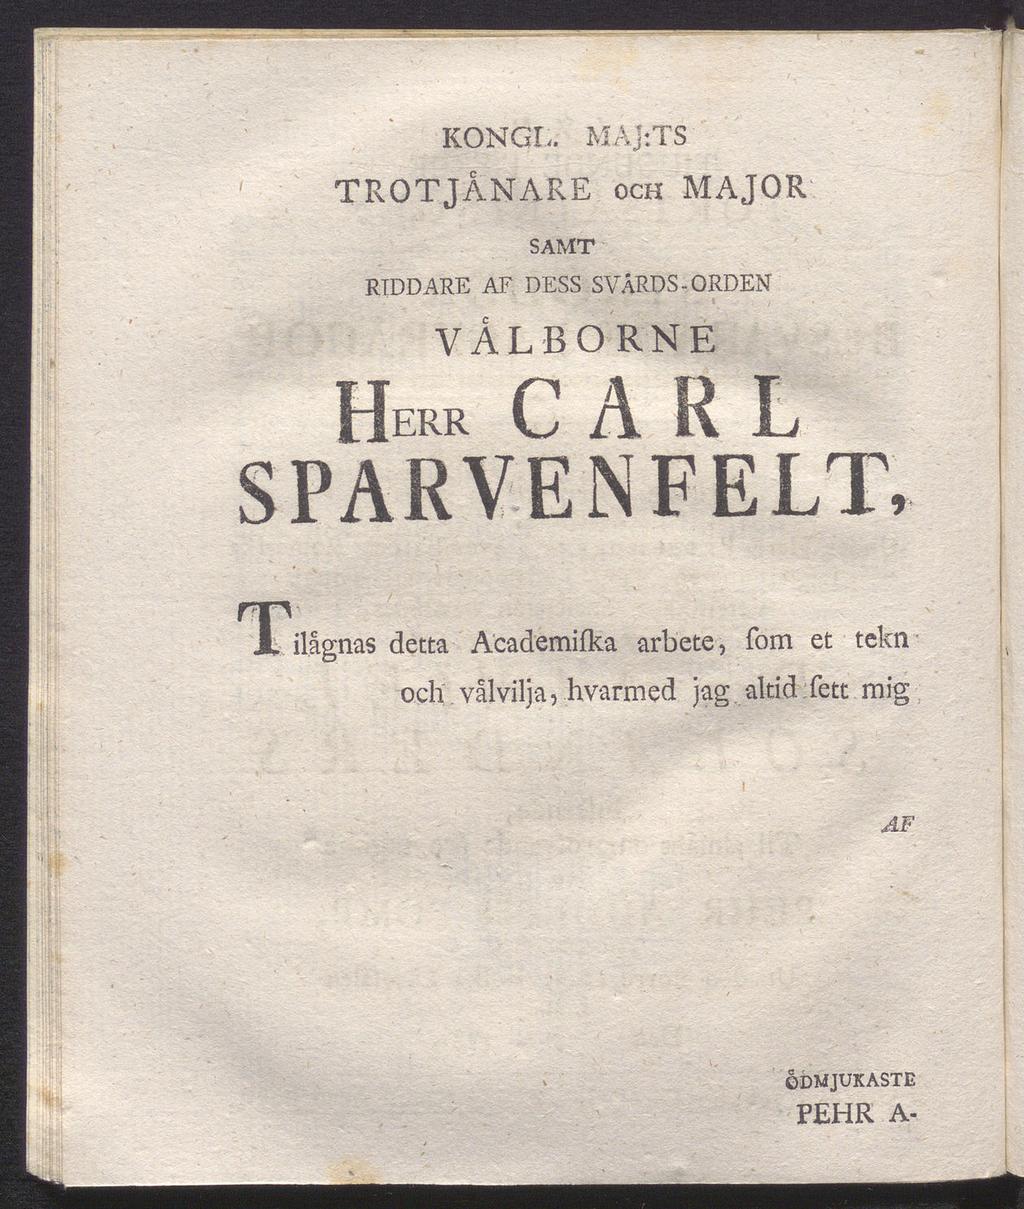 KONGL. MAJ:TS
TROTJÅNARE OCH MAJOR
SAMT
RIDDARE AF DESS SVÅRDS-ORDEN
VÅLBORNE
HERR CARL
SPARVENFELT,
Tilågnas detta Academiſka arbete, ſom et tekn
och vålvilja, hvarmed jag altid ſett mig
AF
ÖDMJUKASTE
PEHR A-